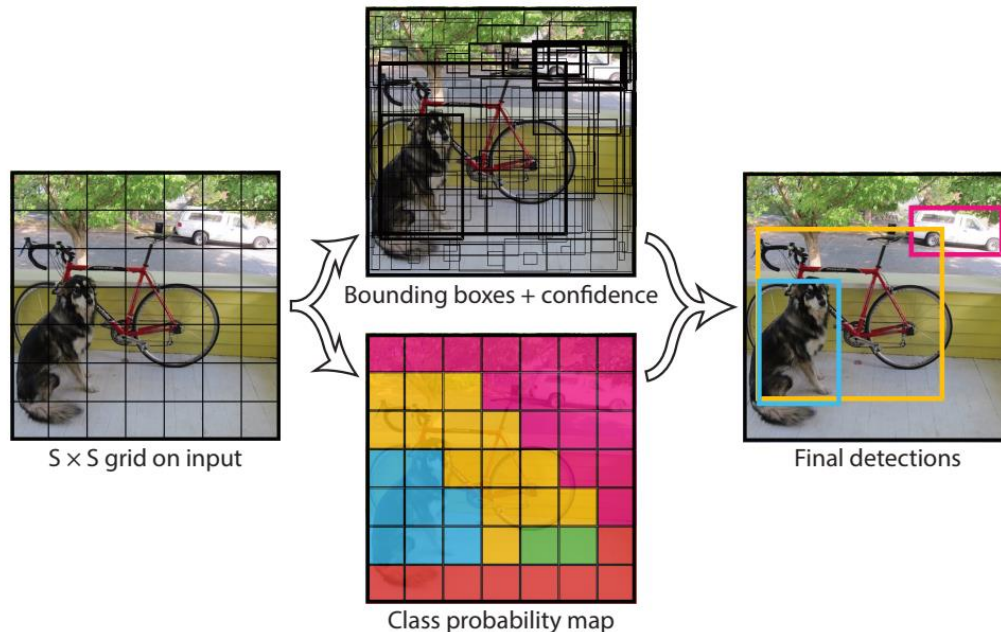 Bounding boxes + confidence
S × S grid on input
Final detections
Class probability map